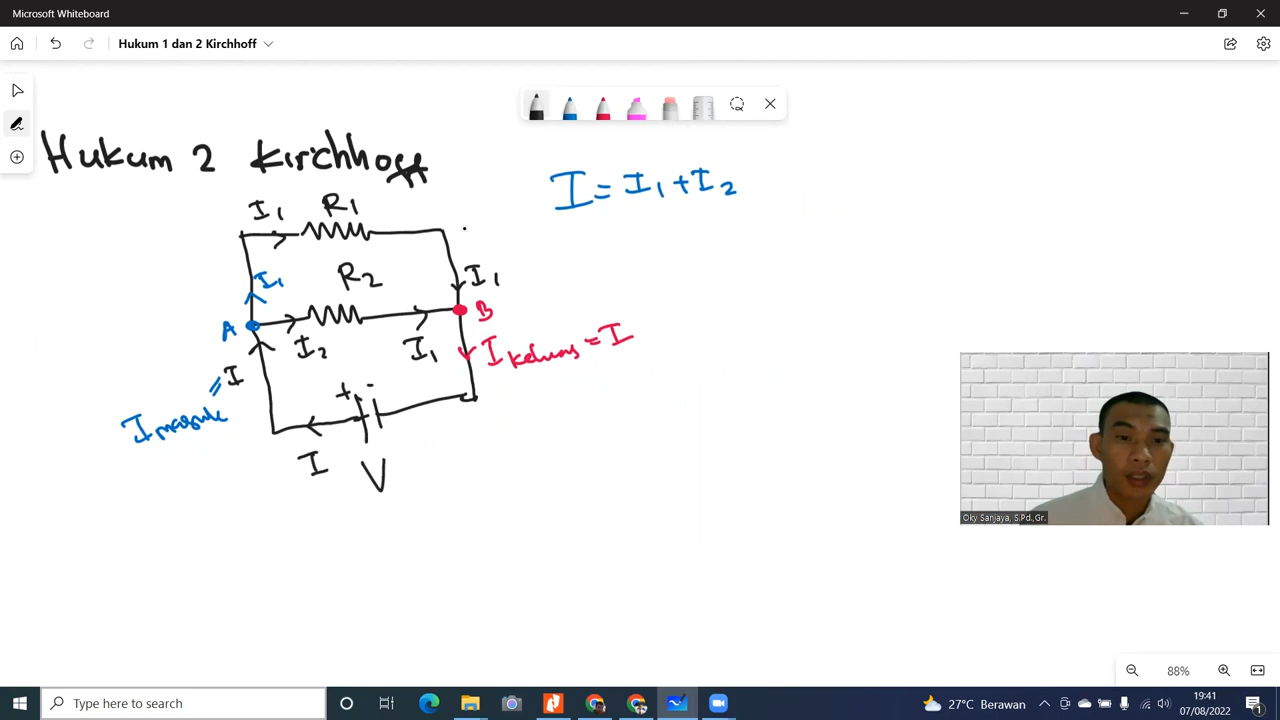 Microsoft Whiteboard
Hukum 1 dan 2 Kirchhoff
Hukum 2 Kirchhoff
I = I1 + I2
I1
R1
I1
R2
I1
A
B
I2
I1
I keluar = I
= I
I masuk
+
I
V
Oky Sanjaya, S.Pd.,Gr.
88%
Type here to search
27°C Berawan
19:41
07/08/2022
1